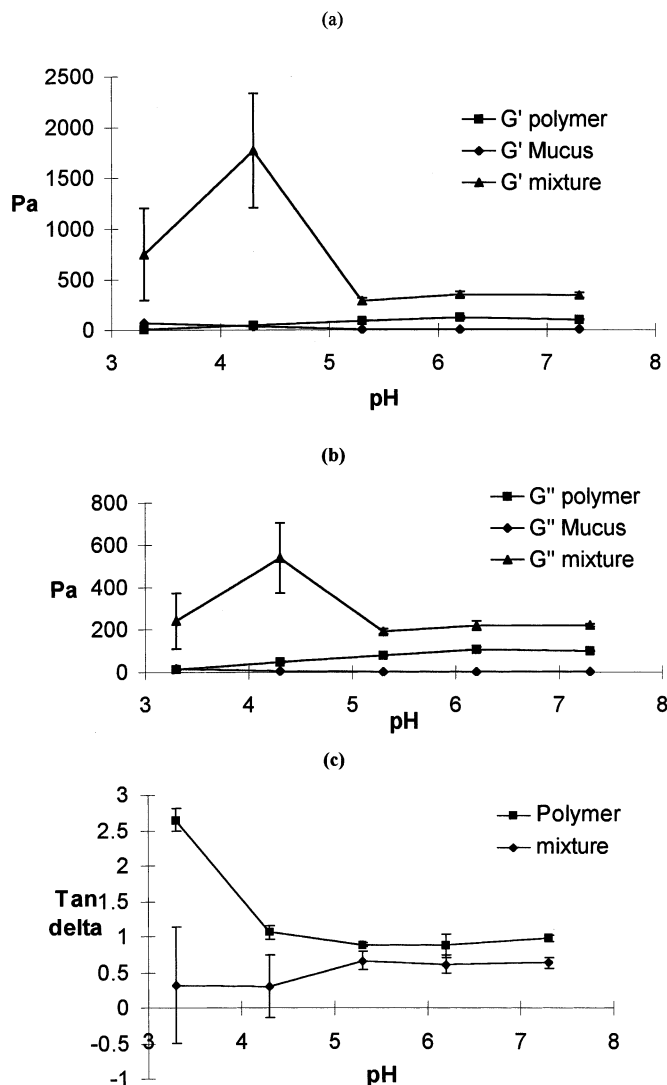 (a)
2500
2000
1500
1000
500
0
Pa
3 4 5 6 7 8
pH
G' polymer
G' Mucus
G' mixture
(b)
800
600
400
200
0
Pa
3 4 5 6 7 8
pH
G" polymer
G" Mucus
G" mixture
(c)
3
2.5
2
1.5
1
0.5
0
-0.5
-1
Tan
delta
3 4 5 6 7 8
pH
Polymer
mixture